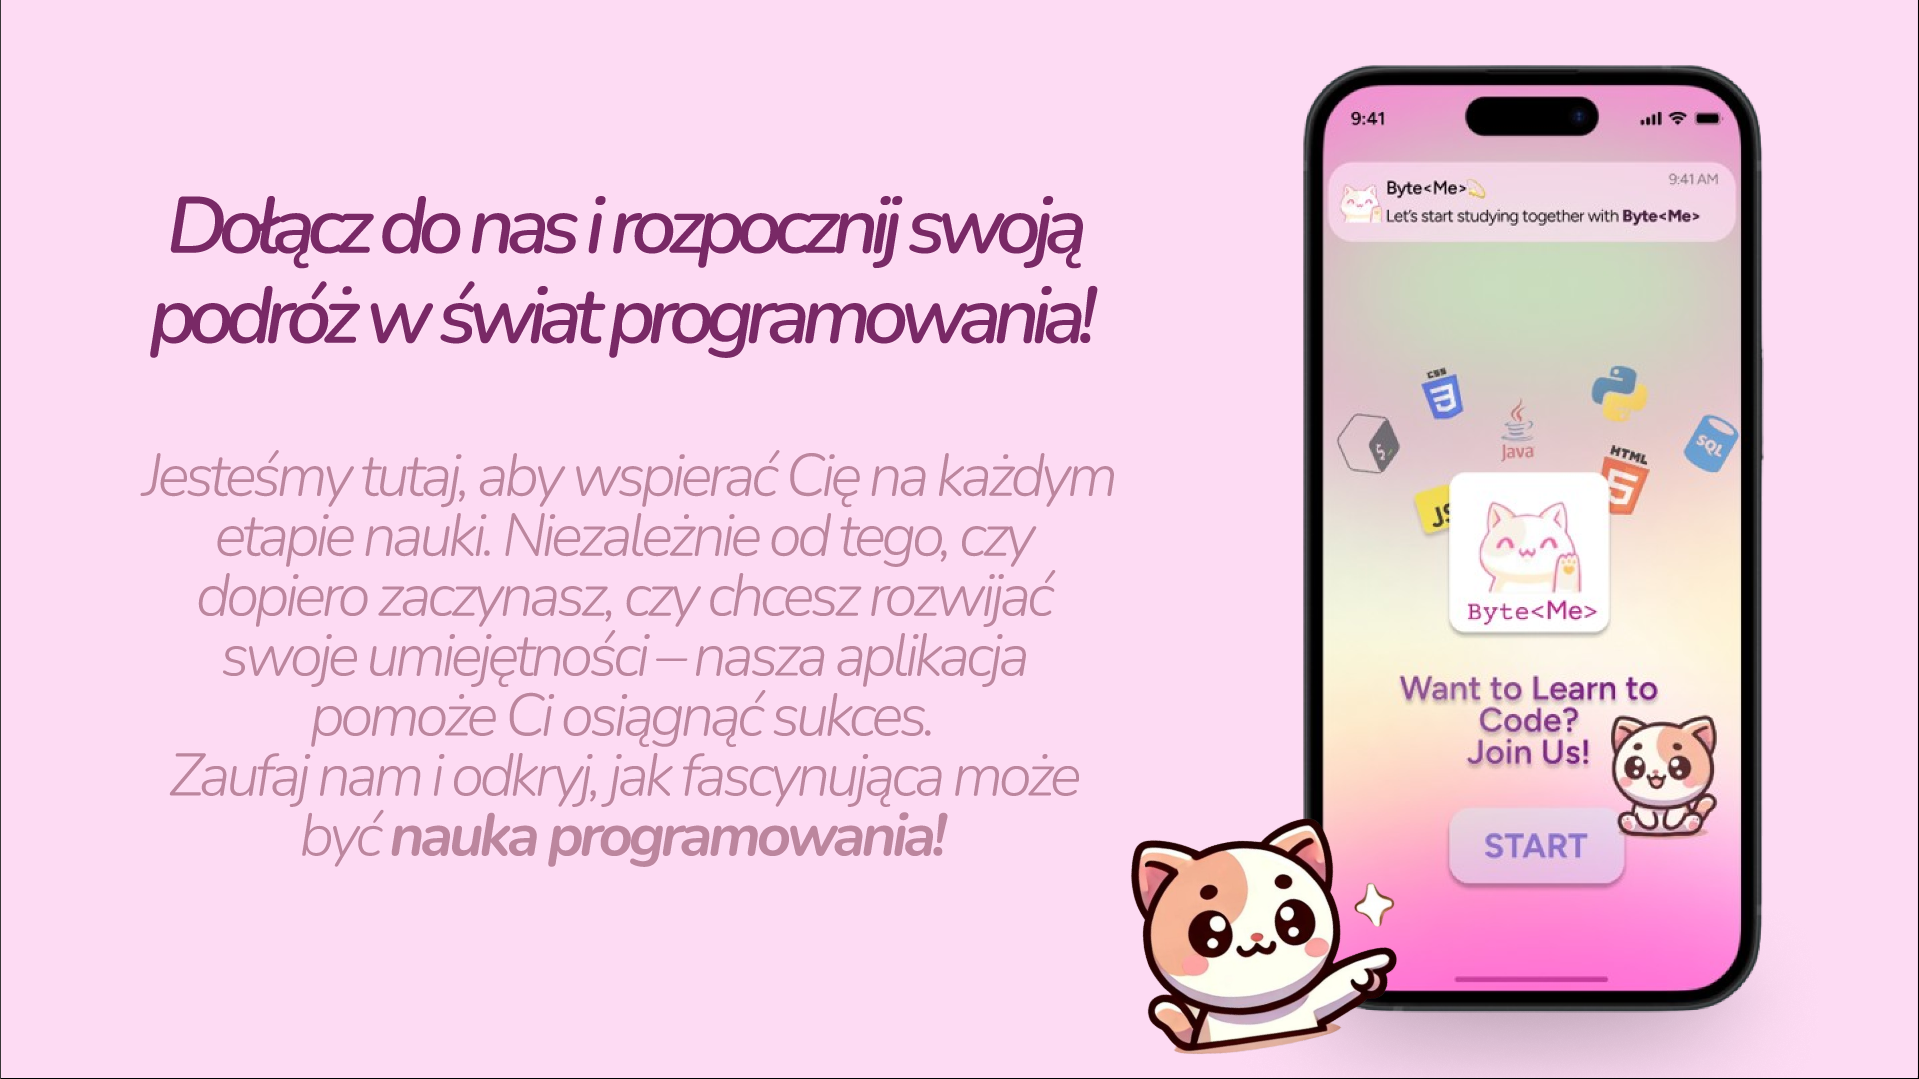 Dołącz do nas i rozpocznij swoją
podróż w świat programowania!
Jesteśmy tutaj, aby wspierać Cię na każdym
etapie nauki. Niezależnie od tego, czy
dopiero zaczynasz, czy chcesz rozwijać
swoje umiejętności – nasza aplikacja
pomoże Ci osiągnąć sukces.
Zaufaj nam i odkryj, jak fascynująca może
być nauka programowania!
9:41
Byte<Me>
9:41 AM
Let's start studying together with Byte<Me>
CSS
3
Java
SQL
HTML
5
JS
Byte<Me>
Want to Learn to
Code?
Join Us!
START